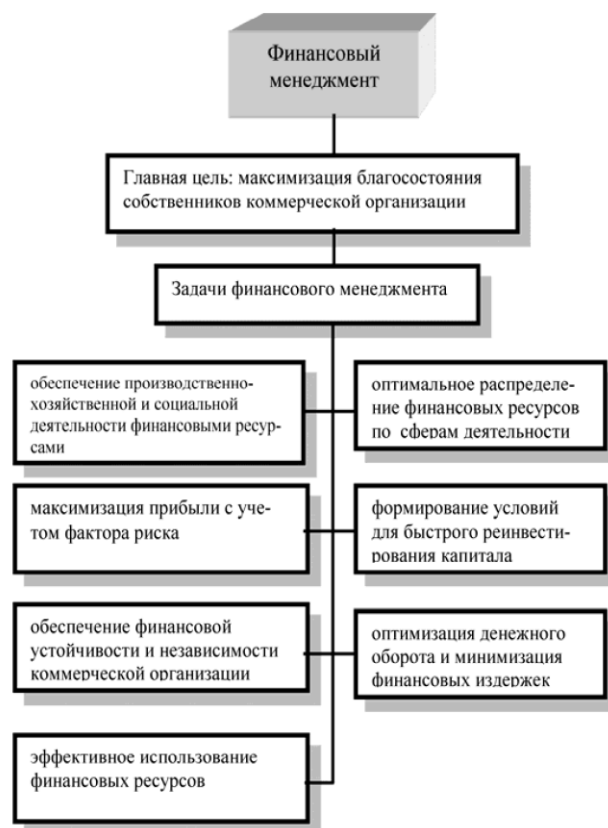 Финансовый
менеджмент
Главная цель: максимизация благосостояния
собственников коммерческой организации
Задачи финансового менеджмента
обеспечение производственно-
хозяйственной и социальной
деятельности финансовыми ресур-
сами
оптимальное распределе-
ние финансовых ресурсов
по сферам деятельности
максимизация прибыли с уче-
том фактора риска
формирование условий
для быстрого реинвести-
рования капитала
обеспечение финансовой
устойчивости и независимости
коммерческой организации
оптимизация денежного
оборота и минимизация
финансовых издержек
эффективное использование
финансовых ресурсов